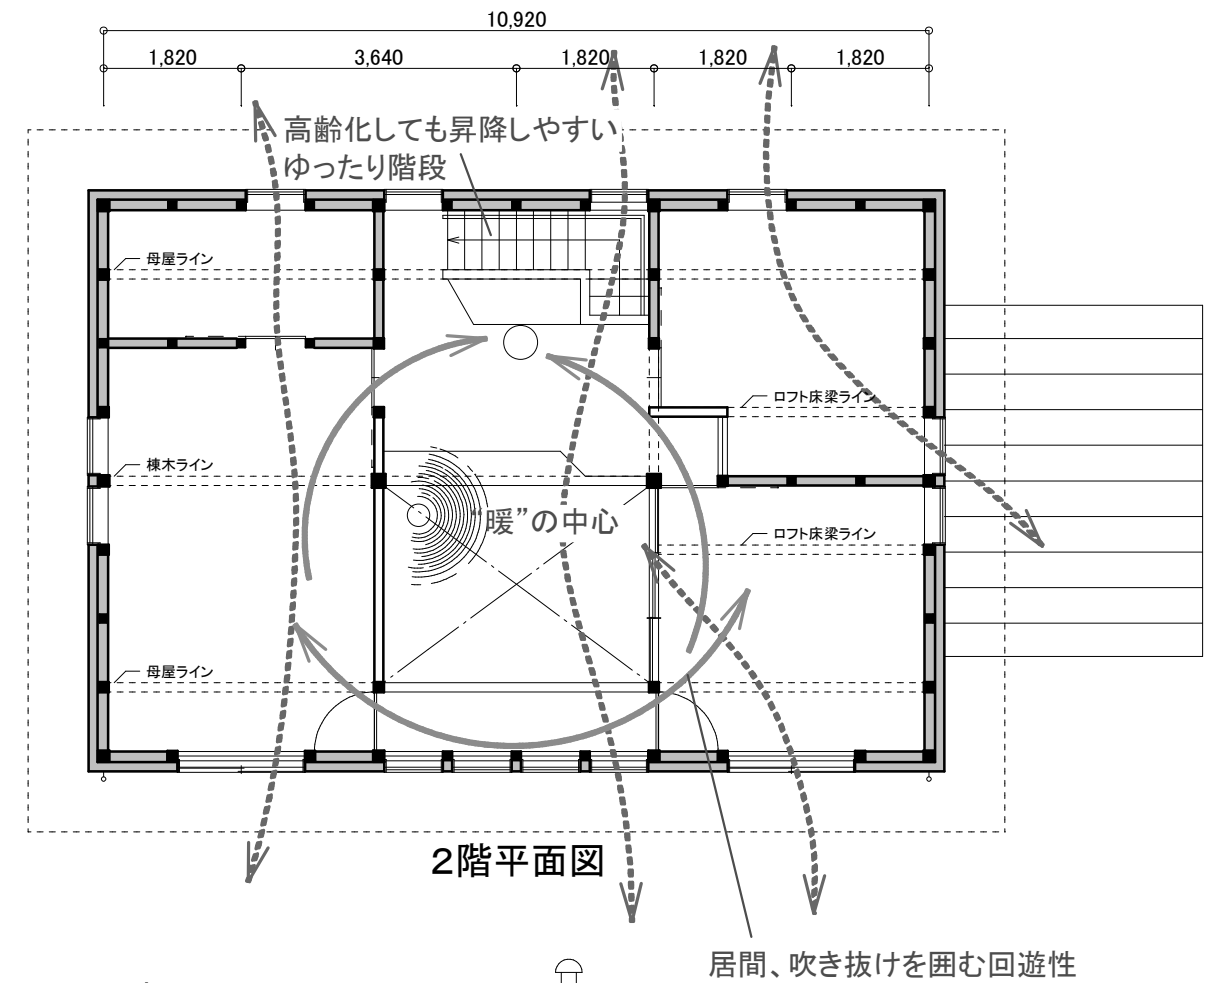 10,920
1,820
3,640
1,820
1,820
1,820
高齢化しても昇降しやすい
ゆったり階段
母屋ライン
ロフト床梁ライン
棟木ライン
“暖”の中心
ロフト床梁ライン
母屋ライン
2階平面図
居間、吹き抜けを囲む回遊性